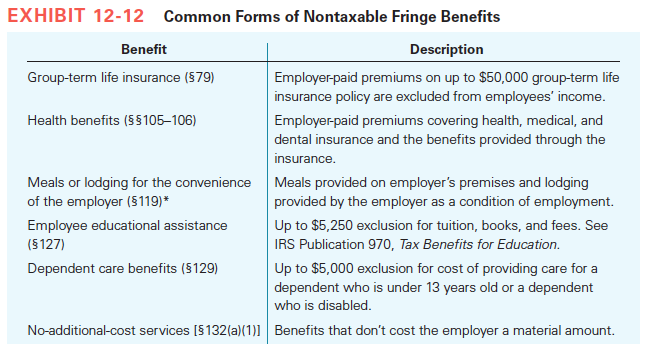 EXHIBIT 12-12 Common Forms of Nontaxable Fringe Benefits
Benefit Description
Group-term life insurance (§79) Employer-paid premiums on up to $50,000 group-term life
insurance policy are excluded from employees' income.
Health benefits (§§105–106) Employer-paid premiums covering health, medical, and
dental insurance and the benefits provided through the
insurance.
Meals or lodging for the convenience Meals provided on employer's premises and lodging
of the employer (§119)* provided by the employer as a condition of employment.
Employee educational assistance Up to $5,250 exclusion for tuition, books, and fees. See
(§127) IRS Publication 970, Tax Benefits for Education.
Dependent care benefits (§129) Up to $5,000 exclusion for cost of providing care for a
dependent who is under 13 years old or a dependent
who is disabled.
No-additional-cost services [§132(a)(1)] Benefits that don't cost the employer a material amount.